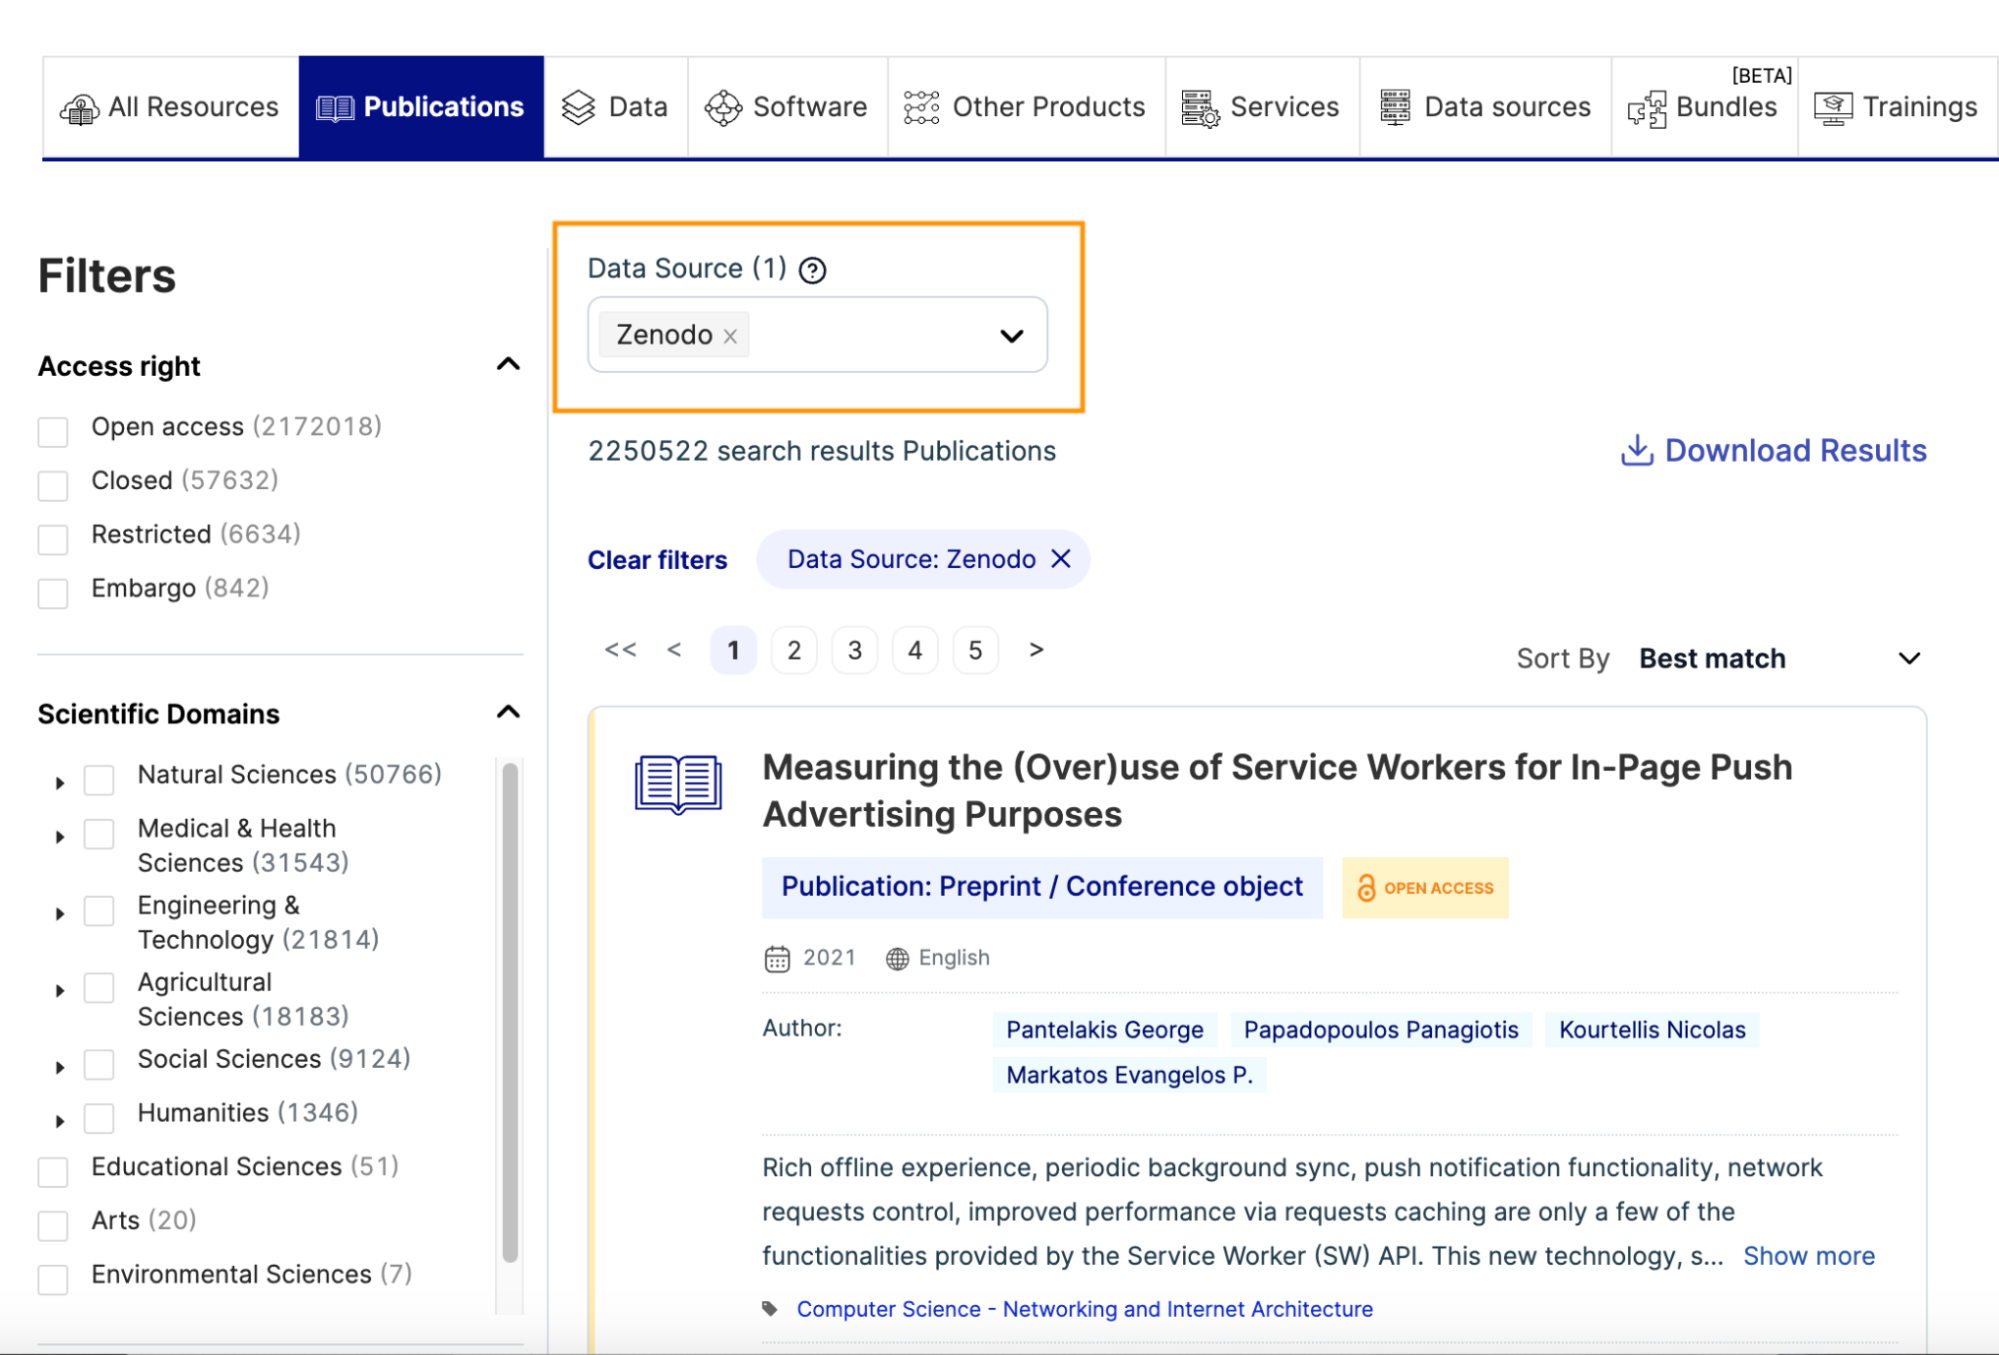 All Resources
Publications
Data
Software
Other Products
Services
Data sources
[BETA]
Bundles
Trainings
Filters
Access right
Open access (2172018)
Closed (57632)
Restricted (6634)
Embargo (842)
Scientific Domains
Natural Sciences (50766)
Medical & Health
Sciences (31543)
Engineering &
Technology (21814)
Agricultural
Sciences (18183)
Social Sciences (9124)
Humanities (1346)
Educational Sciences (51)
Arts (20)
Environmental Sciences (7)
Data Source (1) ?
Zenodo ×
2250522 search results Publications
Download Results
Clear filters
Data Source: Zenodo ×
<< < 1 2 3 4 5 >
Sort By Best match
Measuring the (Over)use of Service Workers for In-Page Push
Advertising Purposes
Publication: Preprint / Conference object
OPEN ACCESS
2021 English
Author:
Pantelakis George
Papadopoulos Panagiotis
Kourtellis Nicolas
Markatos Evangelos P.
Rich offline experience, periodic background sync, push notification functionality, network
requests control, improved performance via requests caching are only a few of the
functionalities provided by the Service Worker (SW) API. This new technology, s... Show more
Computer Science - Networking and Internet Architecture